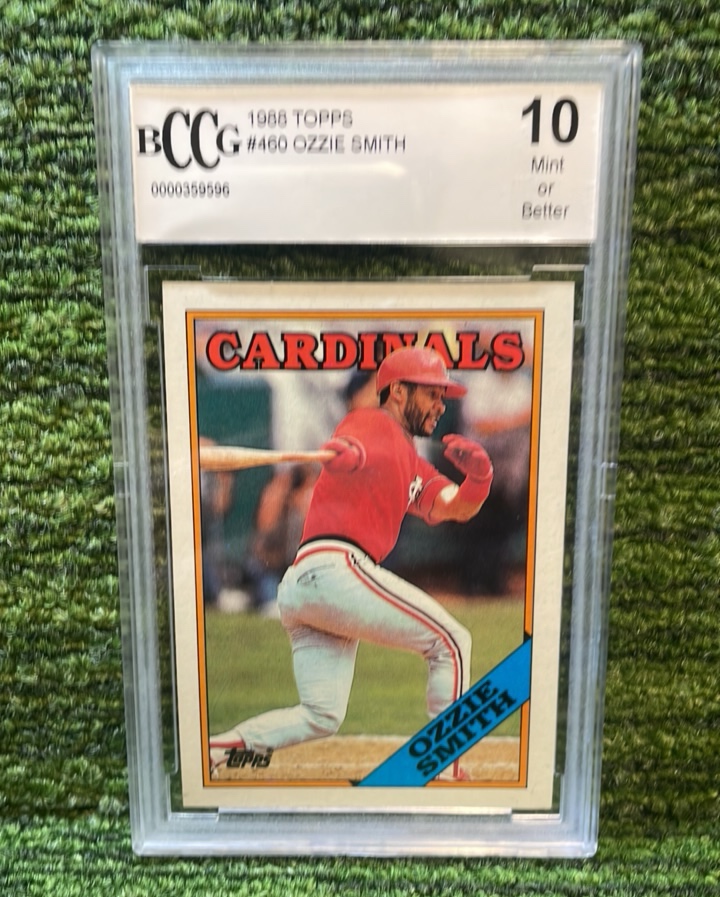 BCCG
1988 TOPPS
#460 OZZIE SMITH
0000359596
10
Mint
or
Better
CARDINALS
OZZIE
SMITH
TOPPS